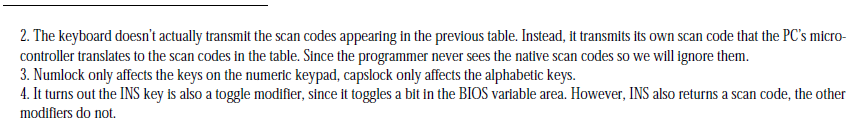 2. The keyboard doesn't actually transmit the scan codes appearing in the previous table. Instead, it transmits its own scan code that the PC's micro-
controller translates to the scan codes in the table. Since the programmer never sees the native scan codes so we will ignore them.
3. Numlock only affects the keys on the numeric keypad, capslock only affects the alphabetic keys.
4. It turns out the INS key is also a toggle modifier, since it toggles a bit in the BIOS variable area. However, INS also returns a scan code, the other
modifiers do not.